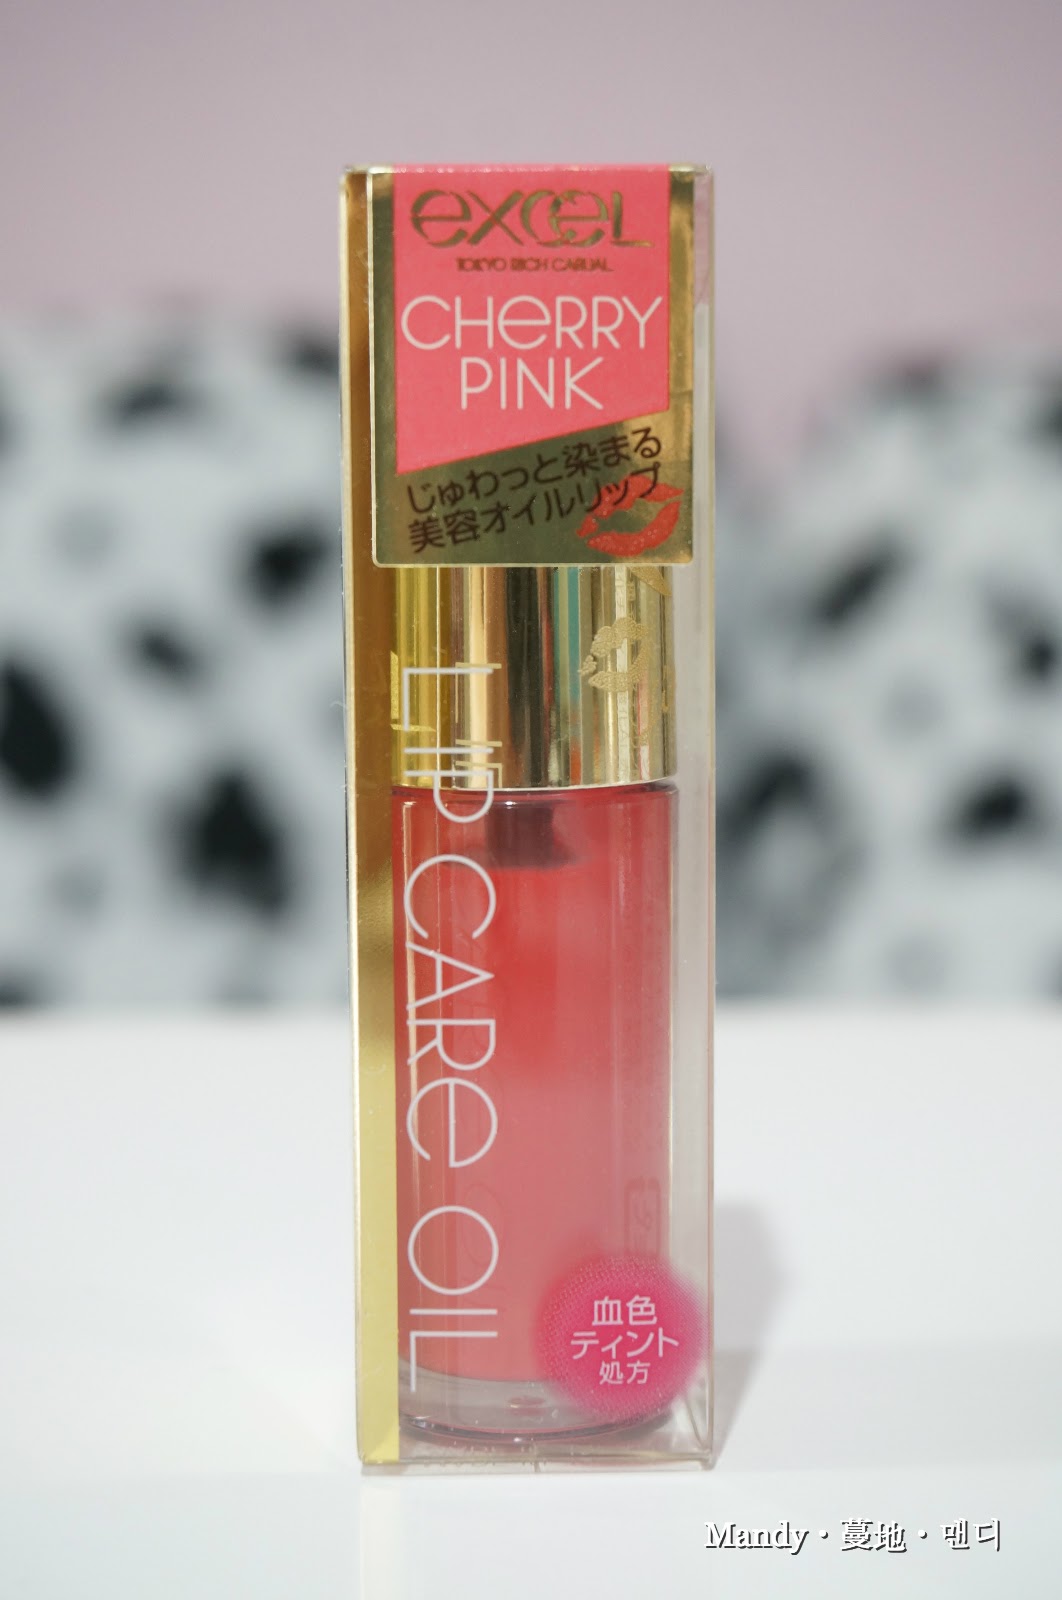 excel
TOKYO RICH CASUAL
CHERRY
PINK
じゅわっと染まる
美容オイルリップ
LIP CARE OIL
血色
ティント
処方
Mandy・蔓地・맨디